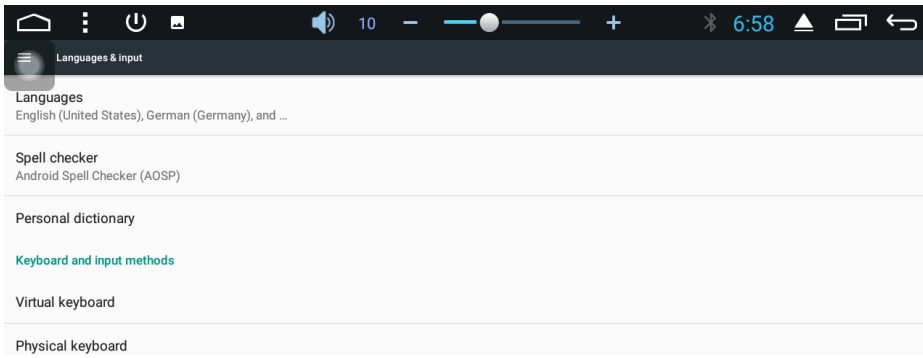 10
6:58
Languages & input
Languages
English (United States), German (Germany), and ...
Spell checker
Android Spell Checker (AOSP)
Personal dictionary
Keyboard and input methods
Virtual keyboard
Physical keyboard